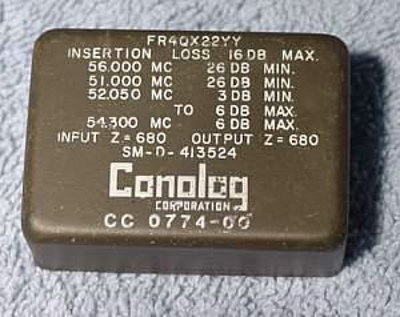 FR4QX22YY
INSERTION LOSS 16 DB MAX.
56.000 MC 26 DB MIN.
51.000 MC 26 DB MIN.
52.050 MC 3 DB MIN.
TO 6 DB MAX.
54.300 MC 6 DB MAX.
INPUT Z = 680 OUTPUT Z = 680
SM-D-413524
Conolog
CORPORATION
CC 0774-00